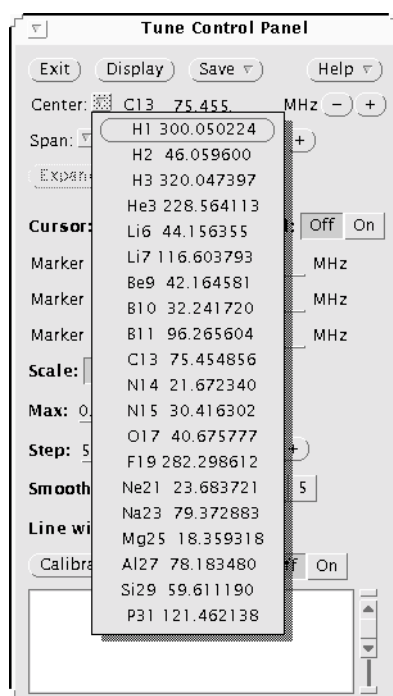 Tune Control Panel
Exit Display Save Help
Center: C13 75.455. MHz - +
Span: +
H1 300.050224
H2 46.059600
H3 320.047397
He3 228.564113
Li6 44.156355
Li7 116.603793
Be9 42.164581
B10 32.241720
B11 96.265604
C13 75.454856
N14 21.672340
N15 30.416302
O17 40.675777
F19 282.298612
Ne21 23.683721
Na23 79.372883
Mg25 18.359318
Al27 78.183480
Si29 59.611190
P31 121.462138
Cursor: Off On
Marker MHz
Marker MHz
Marker MHz
Scale:
Max: 0.
Step: 5 +
Smooth 5
Line wi
Calibra On